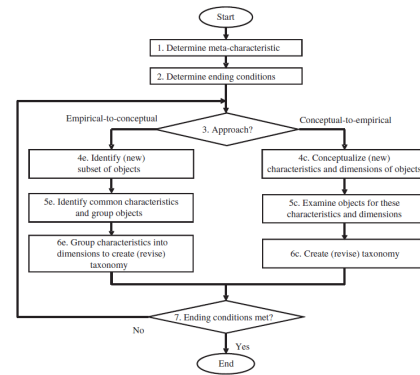 Start
1. Determine meta-characteristic
2. Determine ending conditions
Empirical-to-conceptual
Conceptual-to-empirical
3. Approach?
4e. Identify (new)
subset of objects
4c. Conceptualize (new)
characteristics and dimensions of objects
5e. Identify common characteristics
and group objects
5c. Examine objects for these
characteristics and dimensions
6e. Group characteristics into
dimensions to create (revise)
taxonomy
6c. Create (revise) taxonomy
7. Ending conditions met?
No
Yes
End